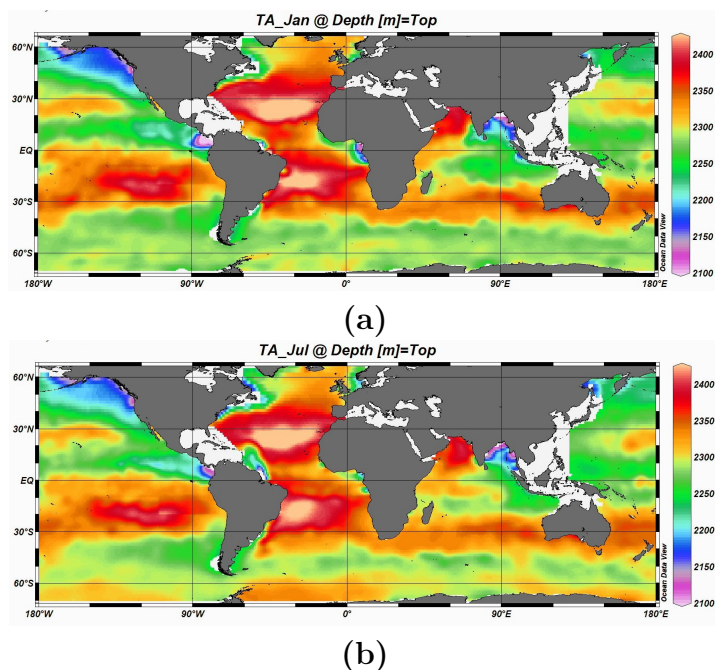 TA_Jan @ Depth [m]=Top
60°N
30°N
EQ
30°S
60°S
180°W
90°W
0°
90°E
180°E
2400
2350
2300
2250
2200
2150
2100
Ocean Data View
(a)
TA_Jul @ Depth [m]=Top
60°N
30°N
EQ
30°S
60°S
180°W
90°W
0°
90°E
180°E
2400
2350
2300
2250
2200
2150
2100
Ocean Data View
(b)